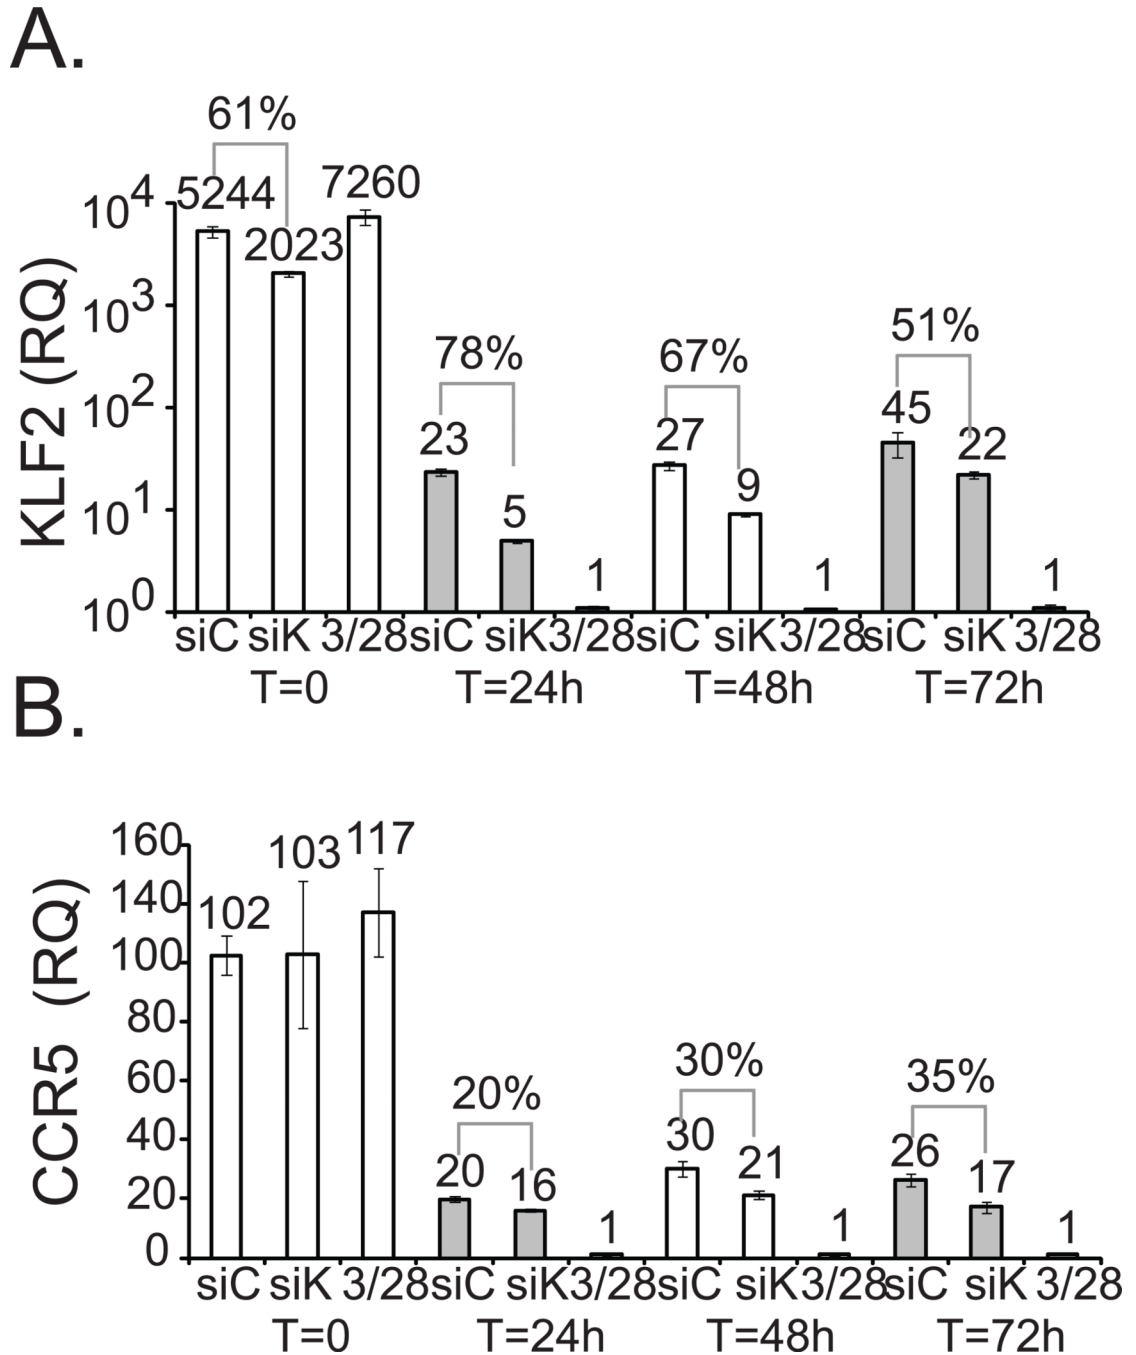 A.
61%
5244 2023 7260
78%
23 5 1
67%
27 9 1
51%
45 22 1
KLF2 (RQ)
10^4
10^3
10^2
10^1
10^0
siC siK 3/28 siC siK 3/28 siC siK 3/28 siC siK 3/28
T=0 T=24h T=48h T=72h
B.
102 103 117
20%
20 16 1
30%
30 21 1
35%
26 17 1
CCR5 (RQ)
160
140
100
80
60
40
20
0
siC siK 3/28 siC siK 3/28 siC siK 3/28 siC siK 3/28
T=0 T=24h T=48h T=72h